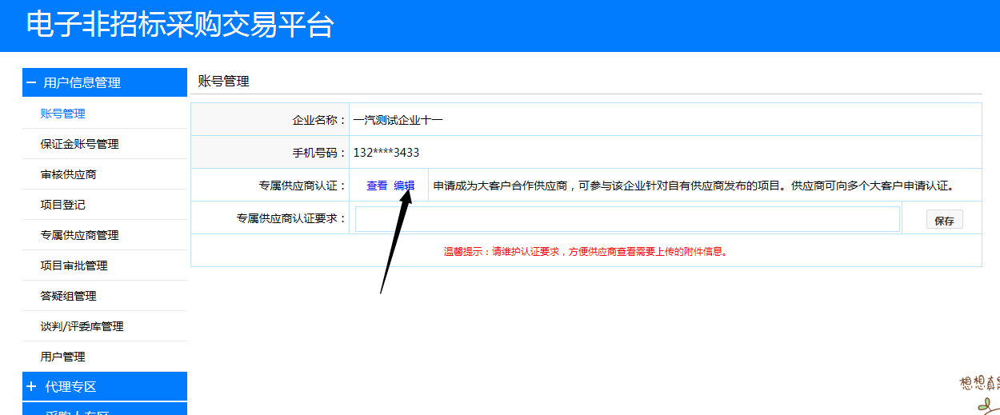 电子非招标采购交易平台
用户信息管理
账号管理
保证金账号管理
审核供应商
项目登记
专属供应商管理
项目审批管理
答疑组管理
谈判/评委库管理
用户管理
代理专区
采购人专区
账号管理
企业名称： 一汽测试企业十一
手机号码： 132****3433
专属供应商认证： 查看 编辑 申请成为大客户合作供应商，可参与该企业针对自有供应商发布的项目。供应商可向多个大客户申请认证。
专属供应商认证要求： 保存
温馨提示：请维护认证要求，方便供应商查看需要上传的附件信息。
想想真